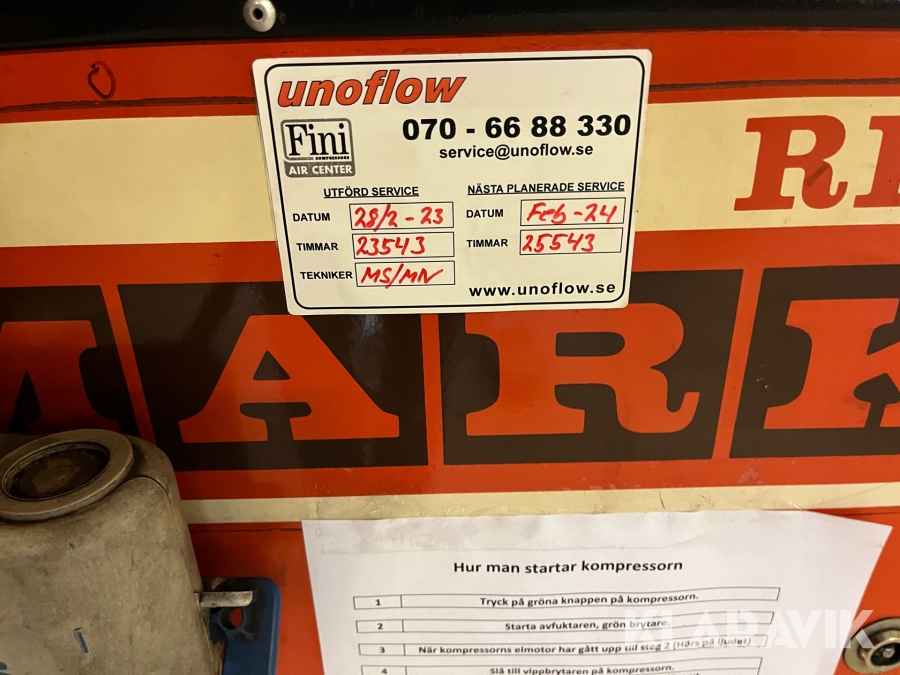 unoflow
Fini
COMPRESSORS
AIR CENTER
070 - 66 88 330
service@unoflow.se
UTFÖRD SERVICE
DATUM 28/2-23
TIMMAR 23543
TEKNIKER MS/MN
NÄSTA PLANERADE SERVICE
DATUM Feb-24
TIMMAR 25543
www.unoflow.se
MARK
Hur man startar kompressorn
1 Tryck på gröna knappen på kompressorn.
2 Starta avfuktaren, grön brytare.
3 När kompressorns elmotor har gått upp till steg 2 (Hörs på ljudet)
4 Slå till vippbrytaren på kompressorn.
KLARAVIK